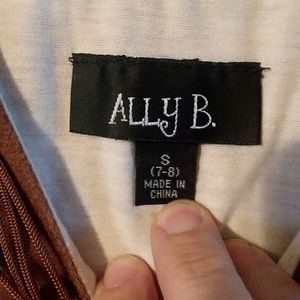 ALLY B.
S
(7-8)
MADE IN
CHINA